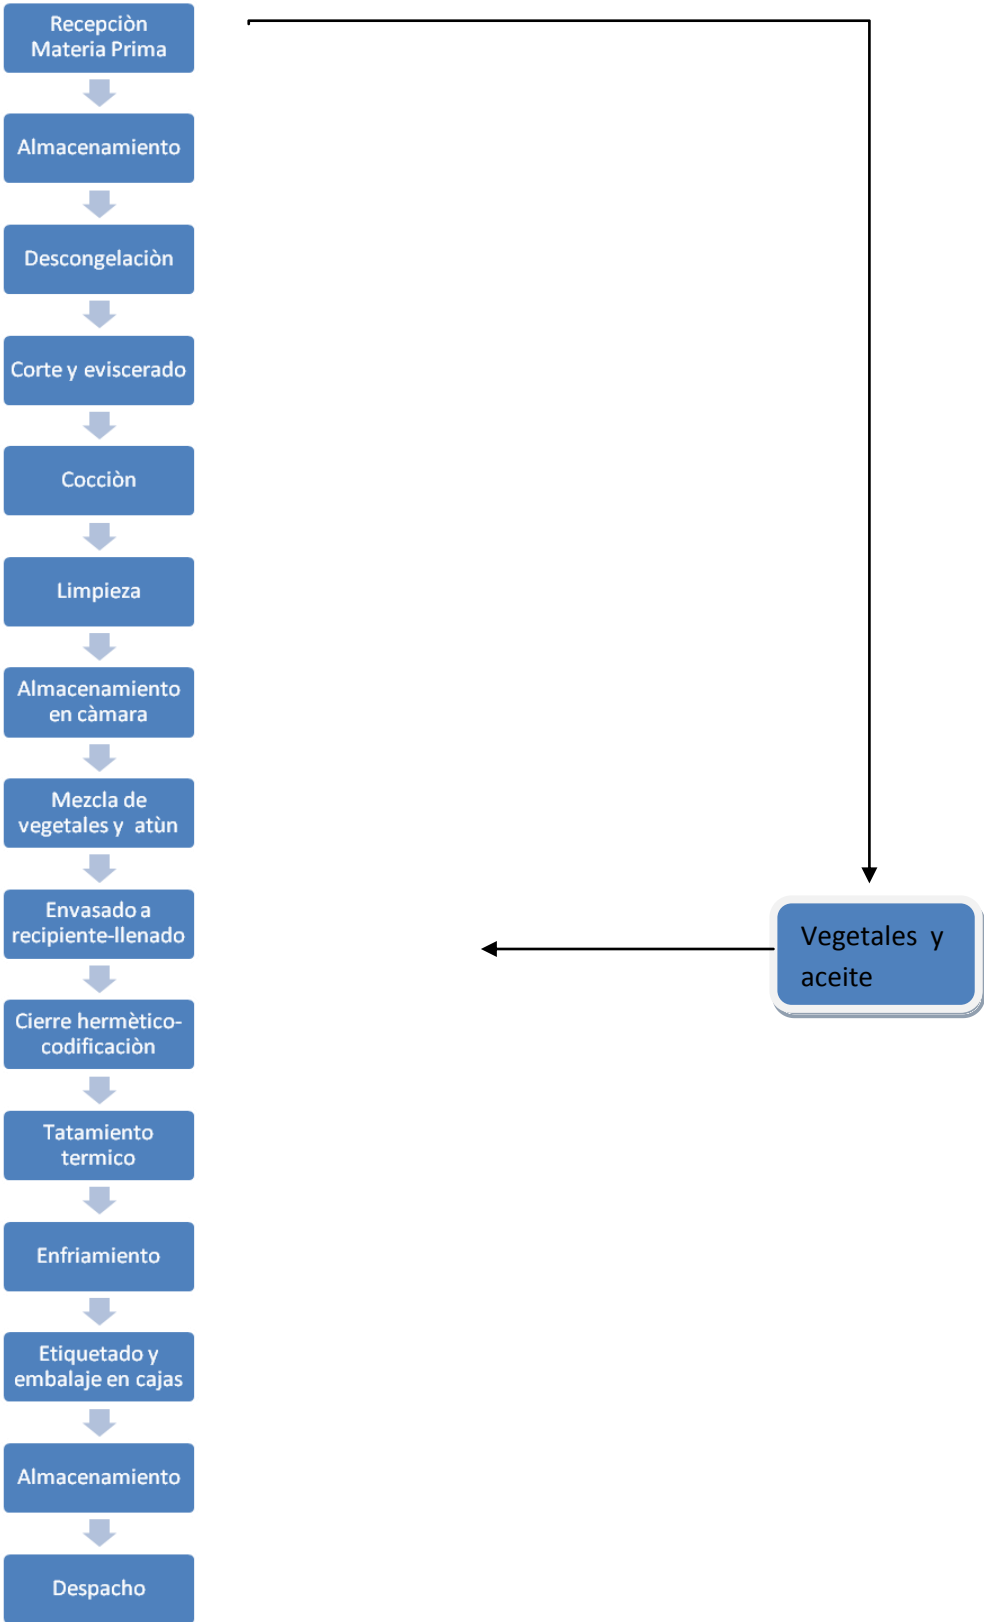 Recepciòn
Materia Prima
Almacenamiento
Descongelaciòn
Corte y eviscerado
Cocciòn
Limpieza
Almacenamiento
en càmara
Mezcla de
vegetales y atùn
Envasado a
recipiente-llenado
Vegetales y
aceite
Cierre hermètico-
codificaciòn
Tatamiento
termico
Enfriamiento
Etiquetado y
embalaje en cajas
Almacenamiento
Despacho